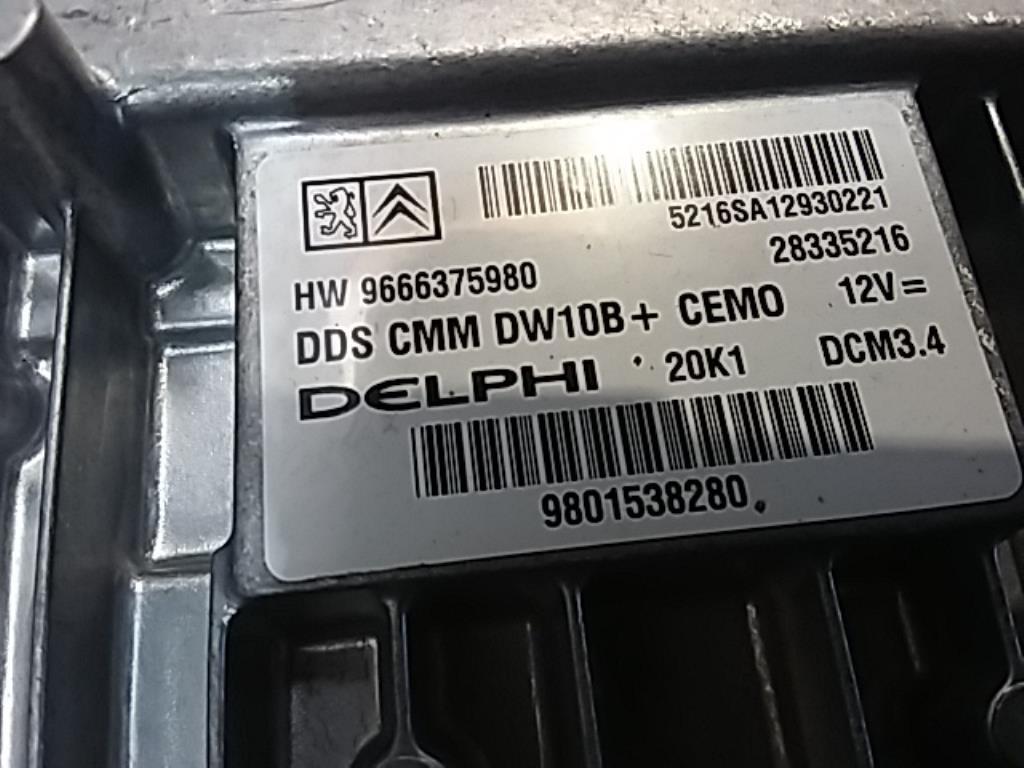 5216SA12930221
28335216
HW 9666375980
12V=
DDS CMM DW10B+ CEMO
DELPHI 20K1 DCM3.4
9801538280